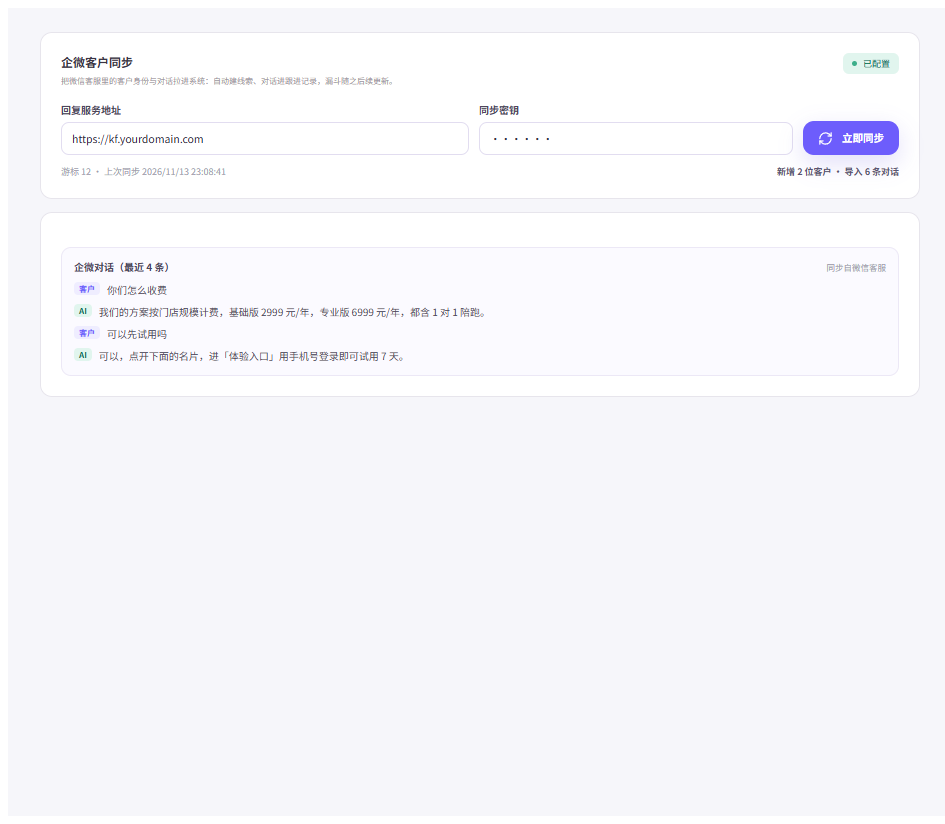 企微客户同步
已配置
把微信客服里的客户身份与对话拉进系统：自动建线索、对话进跟进记录，漏斗随之后续更新。
回复服务地址
同步密钥
https://kf.yourdomain.com
······
立即同步
游标 12 · 上次同步 2026/11/13 23:08:41
新增 2 位客户 · 导入 6 条对话
企微对话（最近 4 条）
同步自微信客服
客户 你们怎么收费
AI 我们的方案按门店规模计费，基础版 2999 元/年，专业版 6999 元/年，都含 1 对 1 陪跑。
客户 可以先试用吗
AI 可以，点开下面的名片，进「体验入口」用手机号登录即可试用 7 天。